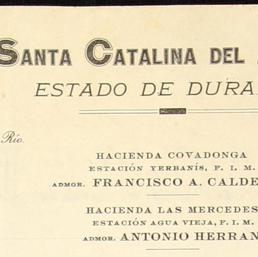 SANTA CATALINA DEL
ESTADO DE DURA
Río.
HACIENDA COVADONGA
ESTACIÓN YERBANÍS, F. I. M.
ADMOR. FRANCISCO A. CALDE
HACIENDA LAS MERCEDES
ESTACIÓN AGUA VIEJA, F. I. M.
ADMOR. ANTONIO HERRAN